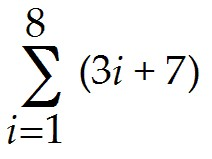 8
∑ (3i + 7)
i=1